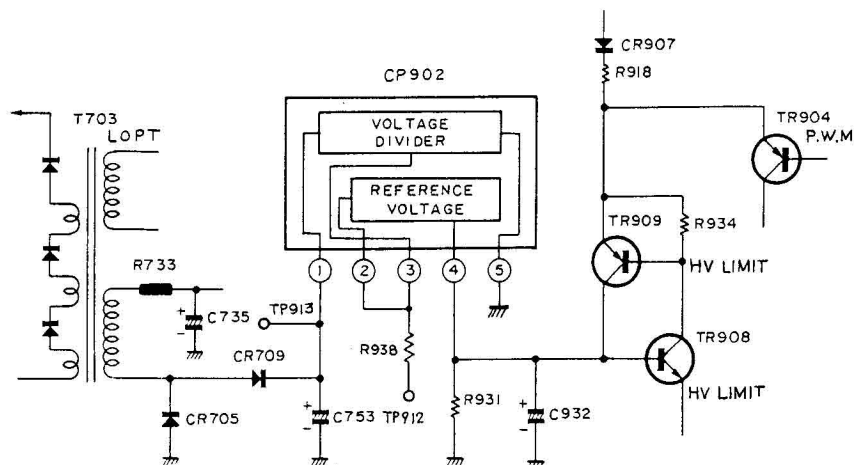 CR907
R918
CP902
T703
LOPT
VOLTAGE
DIVIDER
TR904
P.W.M
REFERENCE
VOLTAGE
TR909
R934
1
2
3
4
5
HV LIMIT
R733
TP913
C735
TR908
CR709
R938
R931
C932
HV LIMIT
CR705
C753
TP912